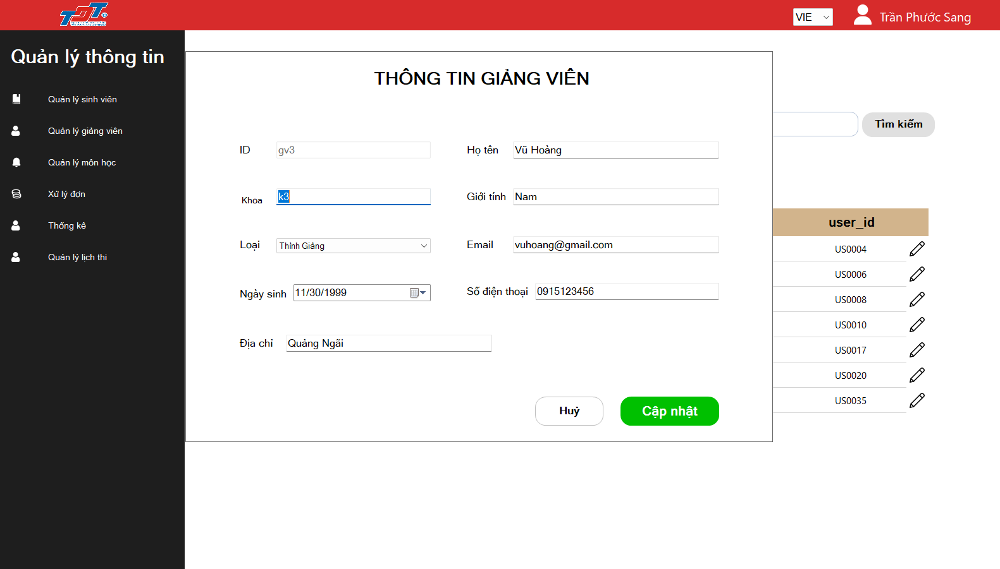 TDT
VIE
Trần Phước Sang
Quản lý thông tin
Quản lý sinh viên
Quản lý giảng viên
Quản lý môn học
Xử lý đơn
Thống kê
Quản lý lịch thi
THÔNG TIN GIẢNG VIÊN
ID
gv3
Họ tên
Vũ Hoàng
Khoa
k3
Giới tính
Nam
Loại
Thỉnh Giảng
Email
vuhoang@gmail.com
Ngày sinh
11/30/1999
Số điện thoại
0915123456
Địa chỉ
Quảng Ngãi
Huỷ
Cập nhật
Tìm kiếm
user_id
US0004
US0006
US0008
US0010
US0017
US0020
US0035